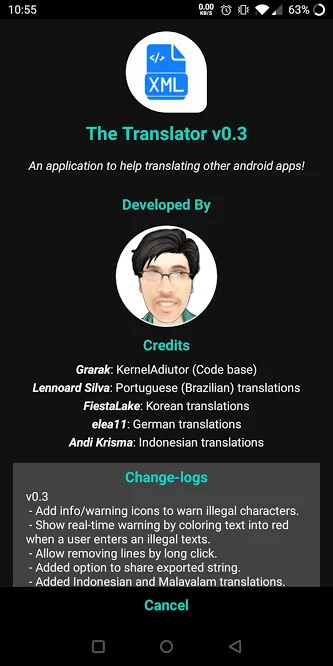 10:55
0.00
KB/S
63%
</>
XML
The Translator v0.3
An application to help translating other android apps!
Developed By
Credits
Grarak: KernelAdiutor (Code base)
Lennoard Silva: Portuguese (Brazilian) translations
FiestaLake: Korean translations
elea11: German translations
Andi Krisma: Indonesian translations
Change-logs
v0.3
- Add info/warning icons to warn illegal characters.
- Show real-time warning by coloring text into red
when a user enters an illegal texts.
- Allow removing lines by long click.
- Added option to share exported string.
- Added Indonesian and Malayalam translations.
Cancel